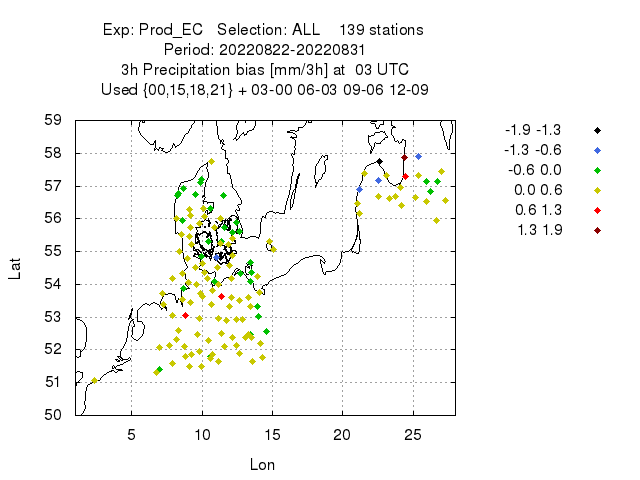 Exp: Prod_EC   Selection: ALL    139 stations
Period: 20220822-20220831
3h Precipitation bias [mm/3h] at  03 UTC
Used {00,15,18,21} + 03-00 06-03 09-06 12-09
59
58
57
56
55
54
53
52
51
50
Lat
5 10 15 20 25
Lon
-1.9 -1.3
-1.3 -0.6
-0.6 0.0
0.0 0.6
0.6 1.3
1.3 1.9